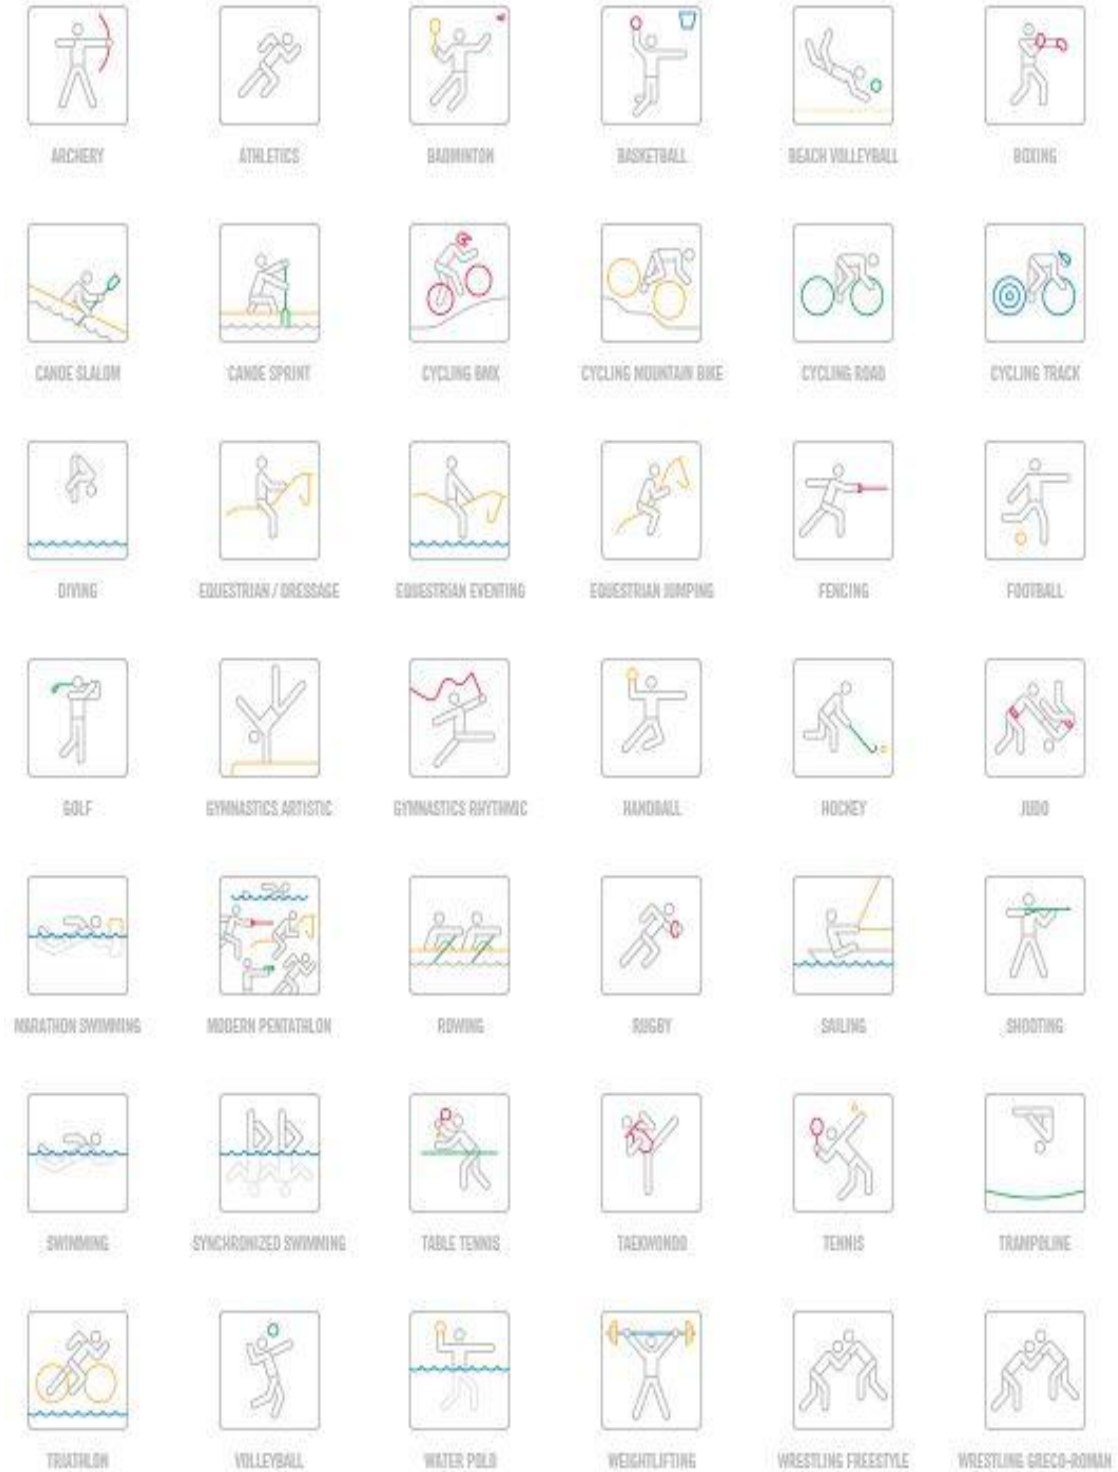 ARCHERY
ATHLETICS
BADMINTON
BASKETBALL
BEACH VOLLEYBALL
BOXING
CANOE SLALOM
CANOE SPRINT
CYCLING BMX
CYCLING MOUNTAIN BIKE
CYCLING ROAD
CYCLING TRACK
DIVING
EQUESTRIAN / DRESSAGE
EQUESTRIAN EVENTING
EQUESTRIAN JUMPING
FENCING
FOOTBALL
GOLF
GYMNASTICS ARTISTIC
GYMNASTICS RHYTHMIC
HANDBALL
HOCKEY
JUDO
MARATHON SWIMMING
MODERN PENTATHLON
ROWING
RUGBY
SAILING
SHOOTING
SWIMMING
SYNCHRONIZED SWIMMING
TABLE TENNIS
TAEKWONDO
TENNIS
TRAMPOLINE
TRIATHLON
VOLLEYBALL
WATER POLO
WEIGHTLIFTING
WRESTLING FREESTYLE
WRESTLING GRECO-ROMAN